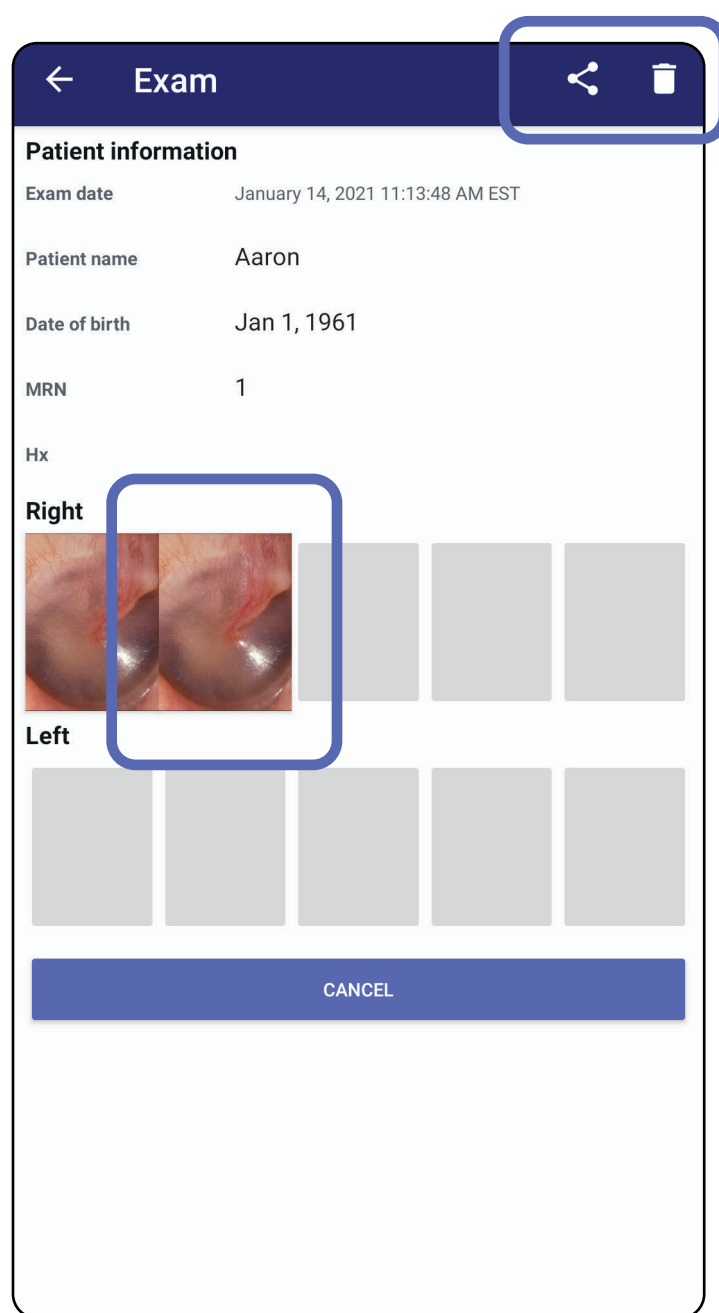 Exam
Patient information
Exam date January 14, 2021 11:13:48 AM EST
Patient name Aaron
Date of birth Jan 1, 1961
MRN 1
Hx
Right
Left
CANCEL